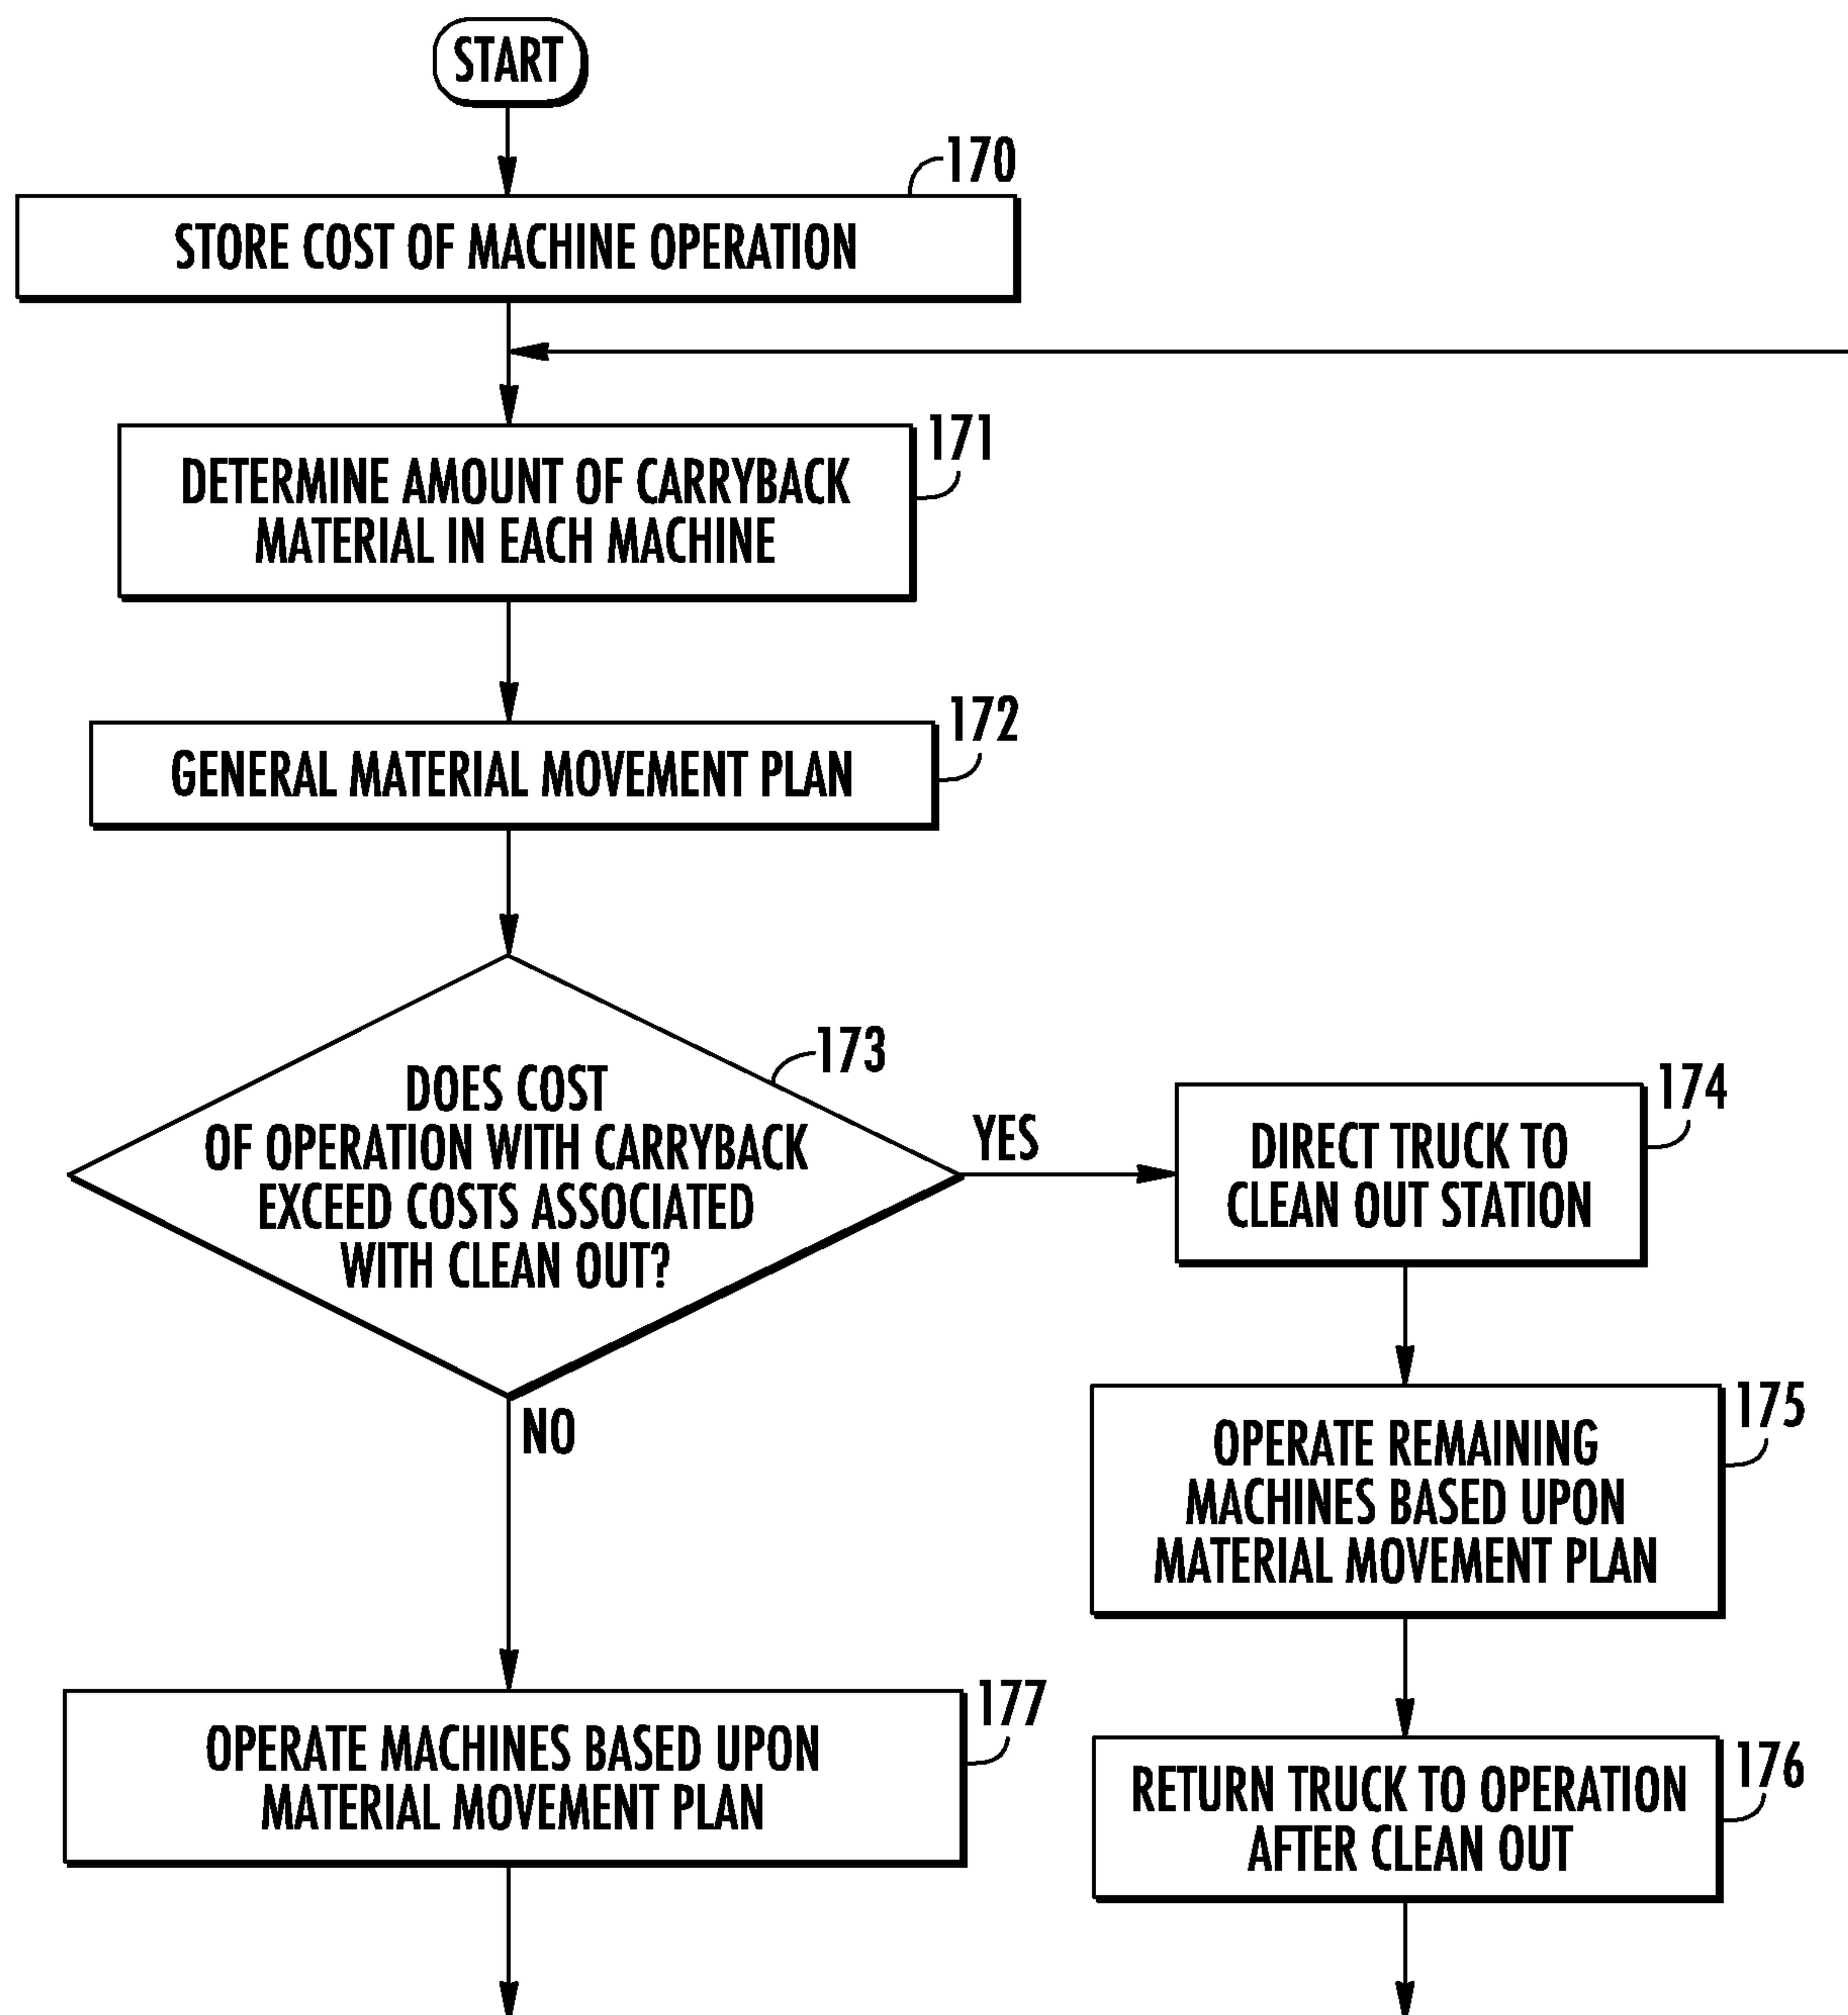 START
170
STORE COST OF MACHINE OPERATION
171
DETERMINE AMOUNT OF CARRYBACK
MATERIAL IN EACH MACHINE
172
GENERAL MATERIAL MOVEMENT PLAN
173
DOES COST
OF OPERATION WITH CARRYBACK
EXCEED COSTS ASSOCIATED
WITH CLEAN OUT?
YES
174
DIRECT TRUCK TO
CLEAN OUT STATION
175
OPERATE REMAINING
MACHINES BASED UPON
MATERIAL MOVEMENT PLAN
176
RETURN TRUCK TO OPERATION
AFTER CLEAN OUT
NO
177
OPERATE MACHINES BASED UPON
MATERIAL MOVEMENT PLAN